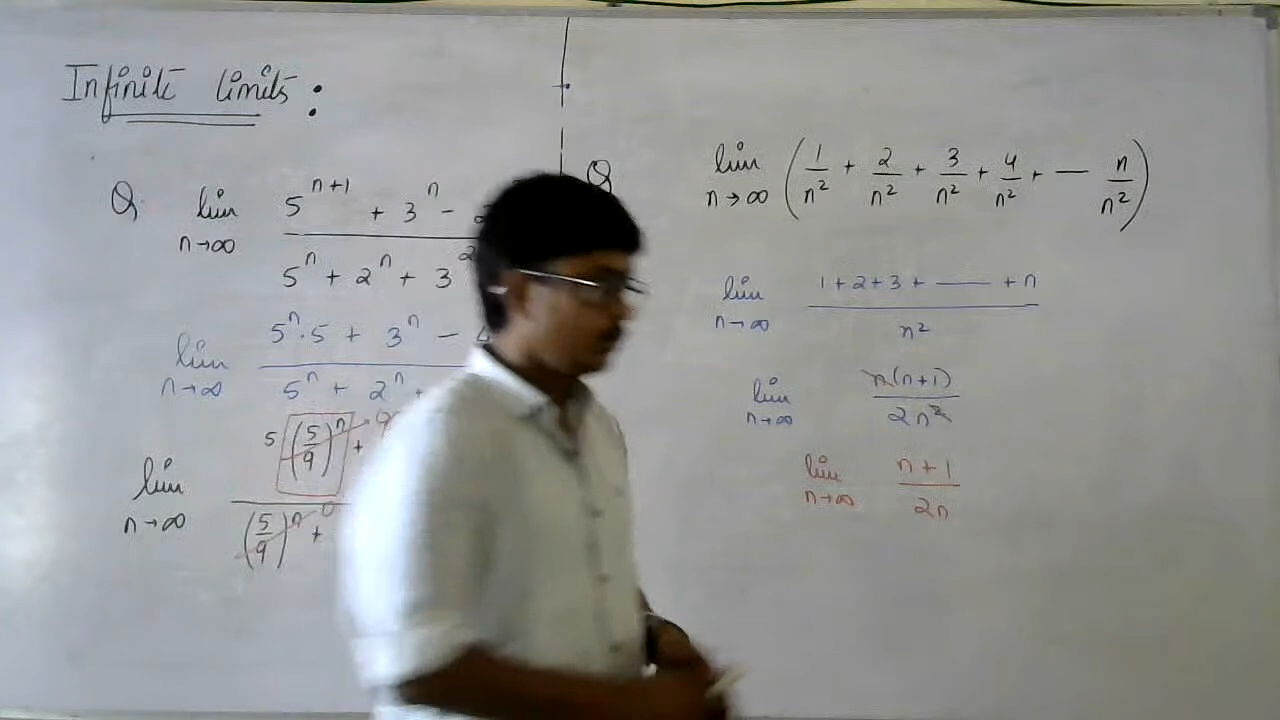 Infinite limits :
Q. lim n→∞ (5^(n+1) + 3^n -
5^n + 2^n + 3^2
lim n→∞ 5^n · 5 + 3^n -
5^n + 2^n +
lim n→∞ 5 (5/9)^n +
(5/9)^n 0 +
Q lim n→∞ (1/n² + 2/n² + 3/n² + 4/n² + — n/n²)
lim n→∞ (1 + 2 + 3 + —— + n)/n²
lim n→∞ n(n+1)/2n²
lim n→∞ (n + 1)/2n